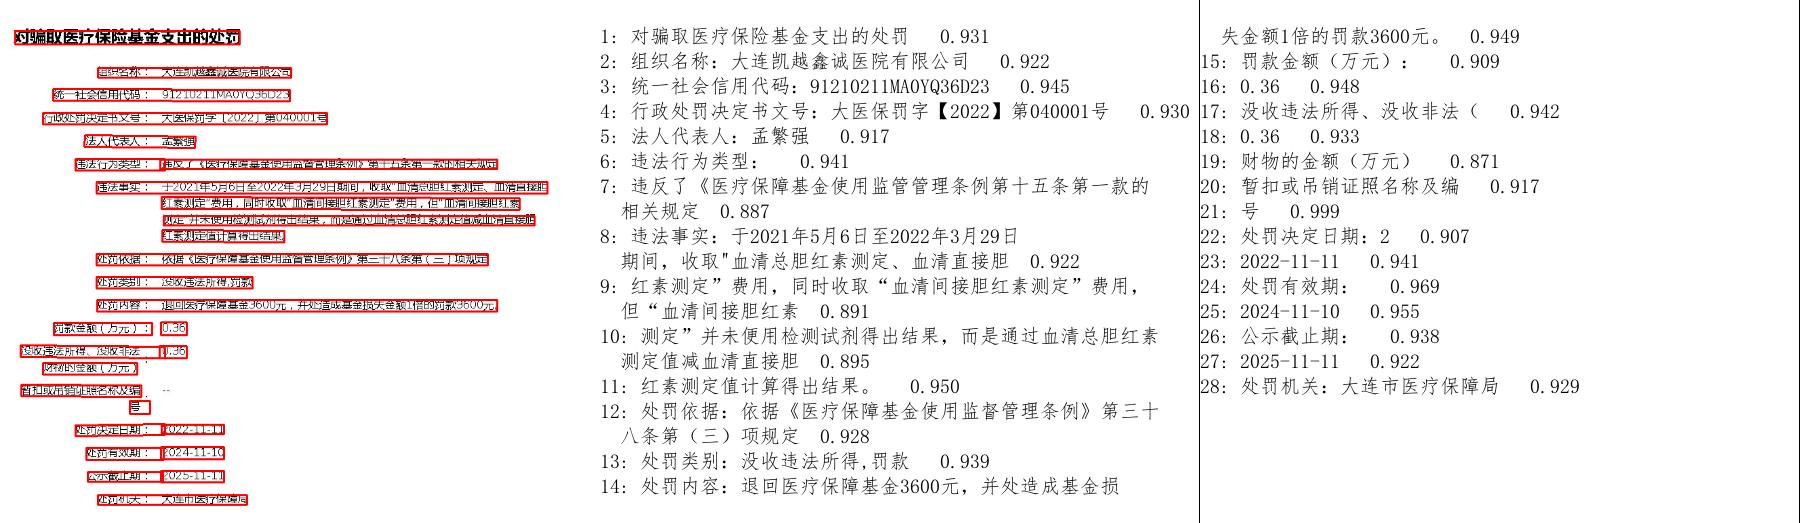 对骗取医疗保险基金支出的处罚
组织名称： 大连凯越鑫诚医院有限公司
统一社会信用代码： 91210211MA0YQ36D23
行政处罚决定书文号： 大医保罚字【2022】第040001号
法人代表人： 孟繁强
违法行为类型： 违反了《医疗保障基金使用监督管理条例》第十五条第一款的相关规定
违法事实： 于2021年5月6日至2022年3月29日期间，收取"血清总胆红素测定、血清直接胆
红素测定"费用，同时收取"血清间接胆红素测定"费用，但"血清间接胆红素
测定"并未使用检测试剂得出结果，而是通过血清总胆红素测定值减血清直接胆
红素测定值计算得出结果。
处罚依据： 依据《医疗保障基金使用监督管理条例》第三十八条第（三）项规定
处罚类别： 没收违法所得,罚款
处罚内容： 退回医疗保障基金3600元，并处造成基金损失金额1倍的罚款3600元。
罚款金额（万元）： 0.36
没收违法所得、没收非法 0.36
财物的金额（万元）
暂扣或吊销证照名称及编 --
号
处罚决定日期： 2022-11-11
处罚有效期： 2024-11-10
公示截止期： 2025-11-11
处罚机关： 大连市医疗保障局
1: 对骗取医疗保险基金支出的处罚 0.931
2: 组织名称: 大连凯越鑫诚医院有限公司 0.922
3: 统一社会信用代码: 91210211MA0YQ36D23 0.945
4: 行政处罚决定书文号: 大医保罚字【2022】第040001号 0.930
5: 法人代表人: 孟繁强 0.917
6: 违法行为类型: 0.941
7: 违反了《医疗保障基金使用监管管理条例第十五条第一款的
相关规定 0.887
8: 违法事实: 于2021年5月6日至2022年3月29日
期间，收取"血清总胆红素测定、血清直接胆 0.922
9: 红素测定”费用，同时收取“血清间接胆红素测定”费用，
但“血清间接胆红素 0.891
10: 测定”并未便用检测试剂得出结果，而是通过血清总胆红素
测定值减血清直接胆 0.895
11: 红素测定值计算得出结果。 0.950
12: 处罚依据: 依据《医疗保障基金使用监督管理条例》第三十
八条第（三）项规定 0.928
13: 处罚类别: 没收违法所得,罚款 0.939
14: 处罚内容: 退回医疗保障基金3600元，并处造成基金损
失金额1倍的罚款3600元。 0.949
15: 罚款金额（万元）: 0.909
16: 0.36 0.948
17: 没收违法所得、没收非法（ 0.942
18: 0.36 0.933
19: 财物的金额（万元） 0.871
20: 暂扣或吊销证照名称及编 0.917
21: 号 0.999
22: 处罚决定日期: 2 0.907
23: 2022-11-11 0.941
24: 处罚有效期: 0.969
25: 2024-11-10 0.955
26: 公示截止期: 0.938
27: 2025-11-11 0.922
28: 处罚机关: 大连市医疗保障局 0.929